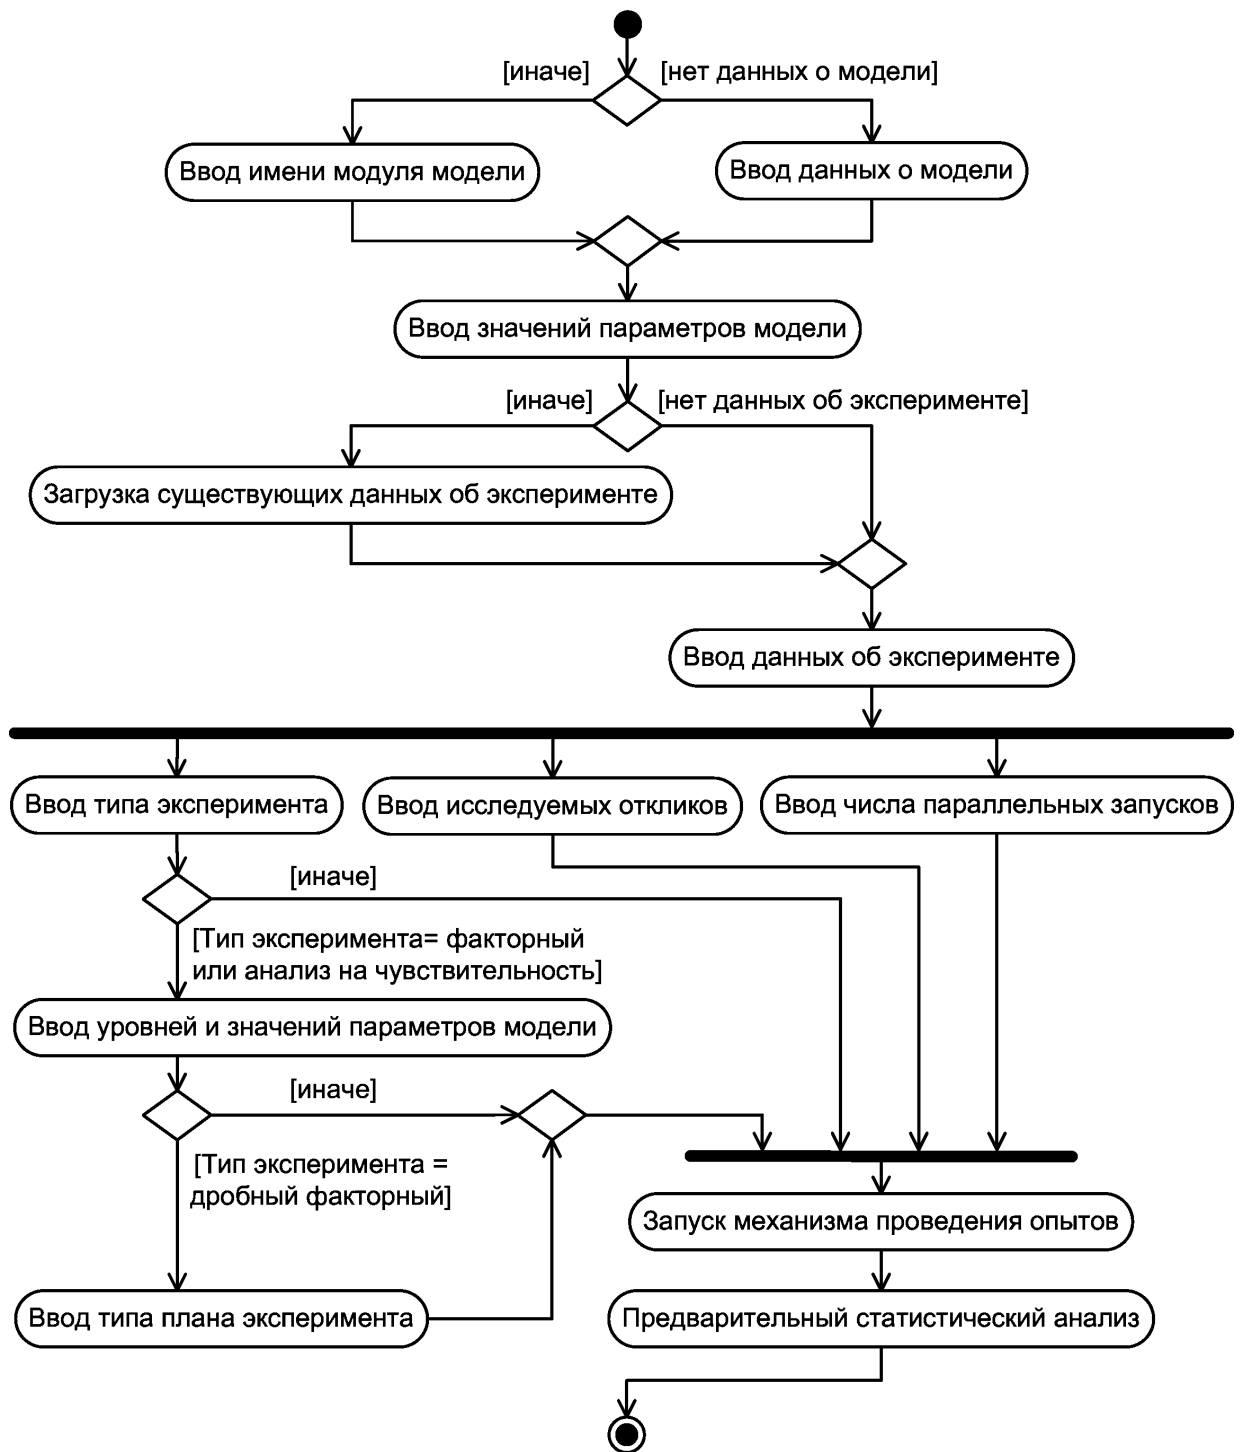 [иначе]
[нет данных о модели]
Ввод имени модуля модели
Ввод данных о модели
Ввод значений параметров модели
[иначе]
[нет данных об эксперименте]
Загрузка существующих данных об эксперименте
Ввод данных об эксперименте
Ввод типа эксперимента
Ввод исследуемых откликов
Ввод числа параллельных запусков
[иначе]
[Тип эксперимента= факторный
или анализ на чувствительность]
Ввод уровней и значений параметров модели
[иначе]
[Тип эксперимента =
дробный факторный]
Запуск механизма проведения опытов
Ввод типа плана эксперимента
Предварительный статистический анализ